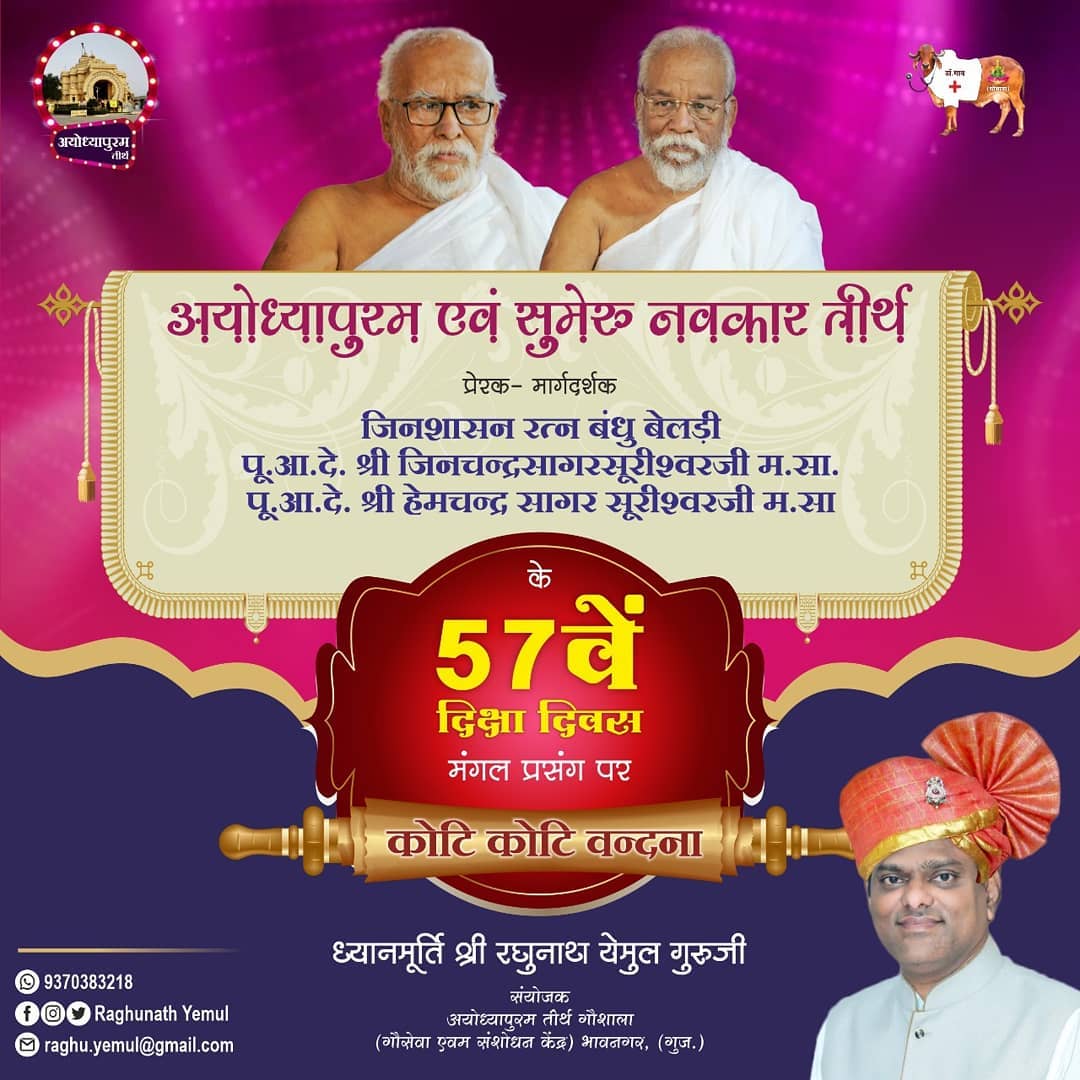 अयोध्यापुरम
तीर्थ
डॉ.गाय
अयोध्यापुरम एवं सुमेरु नवकार तीर्थ
प्रेरक- मार्गदर्शक
जिनशासन रत्न बंधु बेलड़ी
पू.आ.दे. श्री जिनचन्द्रसागरसूरीश्वरजी म.सा.
पू.आ.दे. श्री हेमचन्द्र सागर सूरीश्वरजी म.सा
के
57वें
दिक्षा दिवस
मंगल प्रसंग पर
कोटि कोटि वन्दना
ध्यानमूर्ति श्री रघुनाथ येमुल गुरुजी
संयोजक
अयोध्यापुरम तीर्थ गौशाला
(गौसेवा एवम संशोधन केंद्र) भावनगर, (गुज.)
9370383218
Raghunath Yemul
raghu.yemul@gmail.com